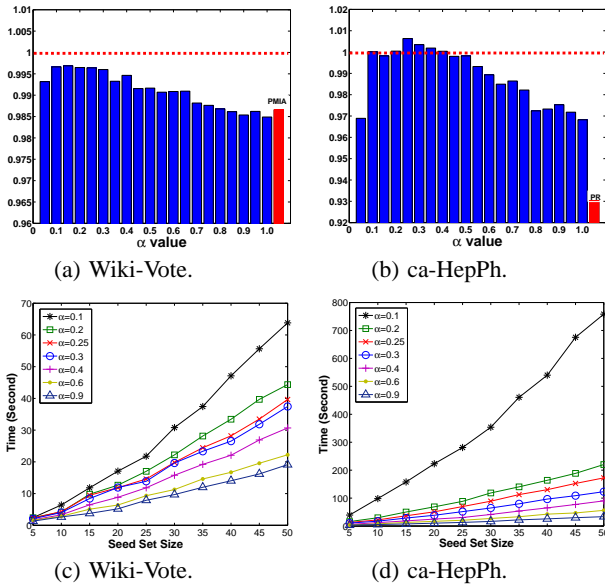 1.01
1.005
1
0.995
0.99
0.985
0.98
0.975
0.97
0.965
0.96
PMIA
0 0.1 0.2 0.3 0.4 0.5 0.6 0.7 0.8 0.9 1.0
α value
(a) Wiki-Vote.
1.02
1.01
1
0.99
0.98
0.97
0.96
0.95
0.94
0.93
0.92
PR
0 0.1 0.2 0.3 0.4 0.5 0.6 0.7 0.8 0.9 1.0
α value
(b) ca-HepPh.
70
60
50
40
30
20
10
0
Time (Second)
α=0.1
α=0.2
α=0.25
α=0.3
α=0.4
α=0.6
α=0.9
5 10 15 20 25 30 35 40 45 50
Seed Set Size
(c) Wiki-Vote.
800
700
600
500
400
300
200
100
0
Time (Second)
α=0.1
α=0.2
α=0.25
α=0.3
α=0.4
α=0.6
α=0.9
5 10 15 20 25 30 35 40 45 50
Seed Set Size
(d) ca-HepPh.